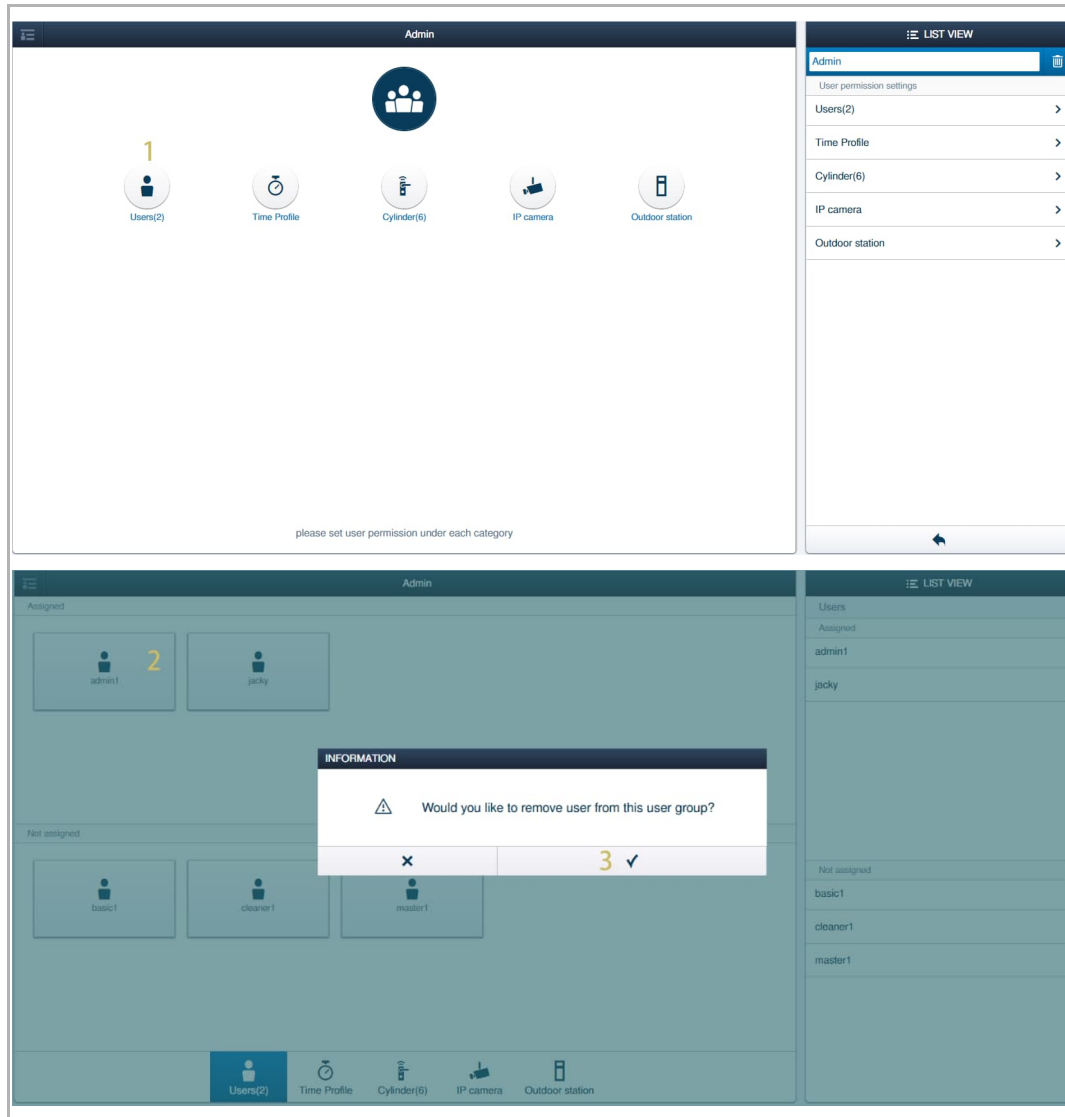 Admin
1
Users(2)
Time Profile
Cylinder(6)
IP camera
Outdoor station
please set user permission under each category
LIST VIEW
Admin
User permission settings
Users(2)
Time Profile
Cylinder(6)
IP camera
Outdoor station
Admin
Assigned
2
admin1
jacky
INFORMATION
Would you like to remove user from this user group?
3
Not assigned
basic1
cleaner1
master1
Users(2)
Time Profile
Cylinder(6)
IP camera
Outdoor station
LIST VIEW
Users
Assigned
admin1
jacky
Not assigned
basic1
cleaner1
master1